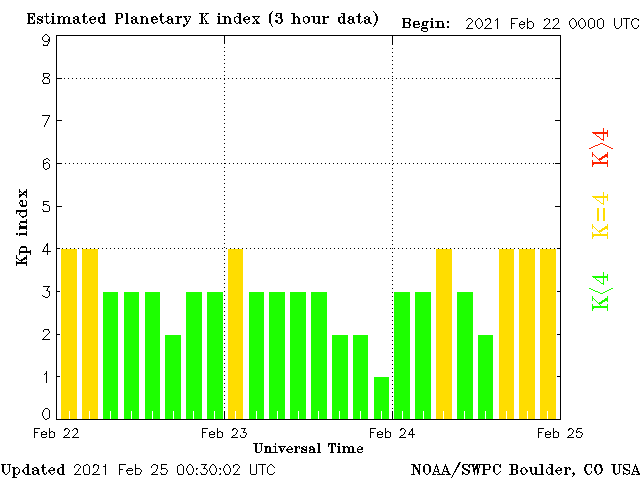 Estimated Planetary K index (3 hour data) Begin: 2021 Feb 22 0000 UTC
9
8
7
6
5
4
3
2
1
0
Kp index
K>4
K=4
K<4
Feb 22 Feb 23 Feb 24 Feb 25
Universal Time
Updated 2021 Feb 25 00:30:02 UTC NOAA/SWPC Boulder, CO USA